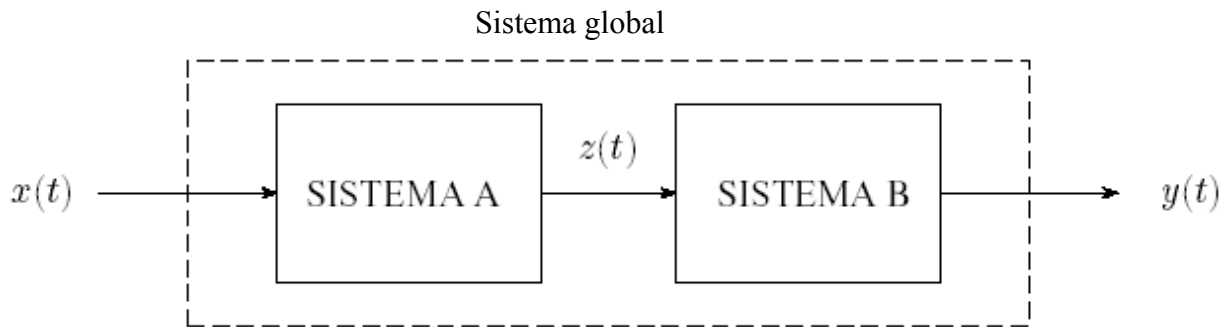 Sistema global
x(t)
SISTEMA A
z(t)
SISTEMA B
y(t)